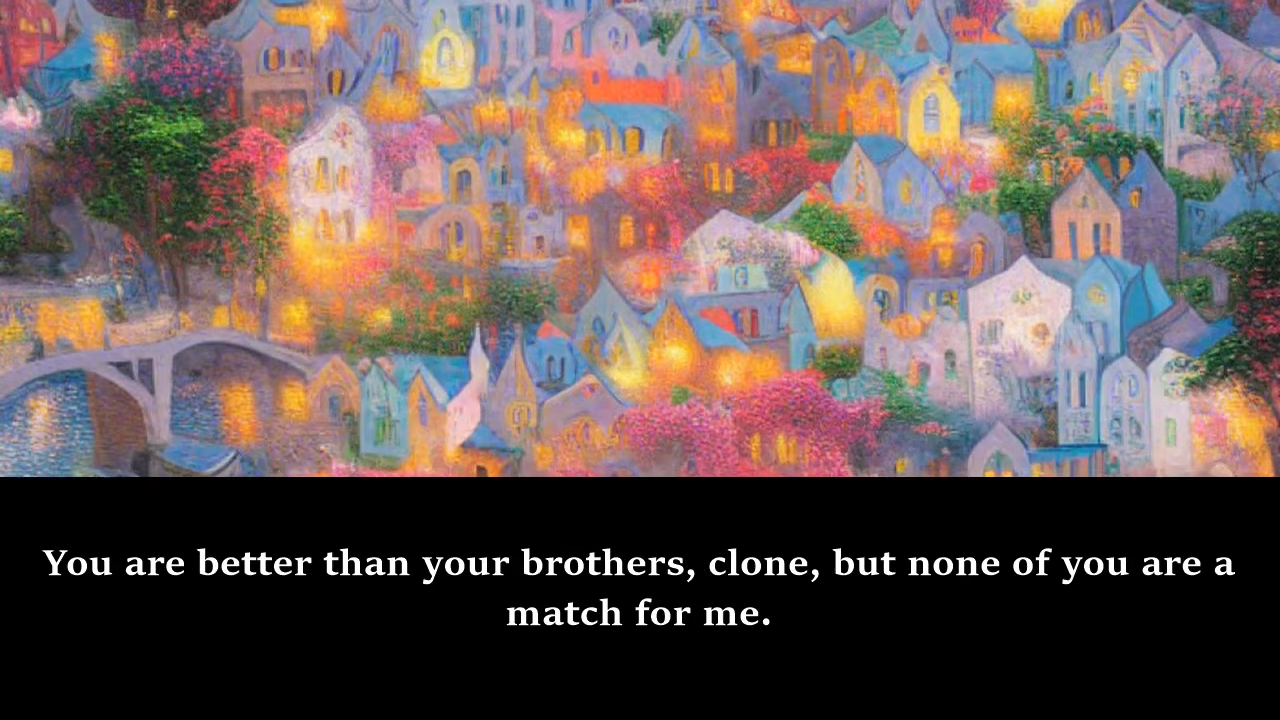 You are better than your brothers, clone, but none of you are a
match for me.